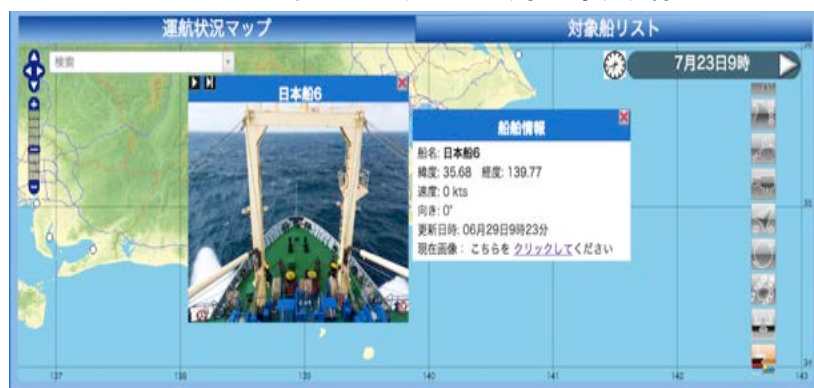 運航状況マップ
対象船リスト
検索
7月23日9時
日本船6
船舶情報
船名: 日本船6
緯度: 35.68 経度: 139.77
速度: 0 kts
向き: 0°
更新日時: 06月29日9時23分
現在画像： こちらを クリックしてください
35
34
137
138
139
140
141
142
143